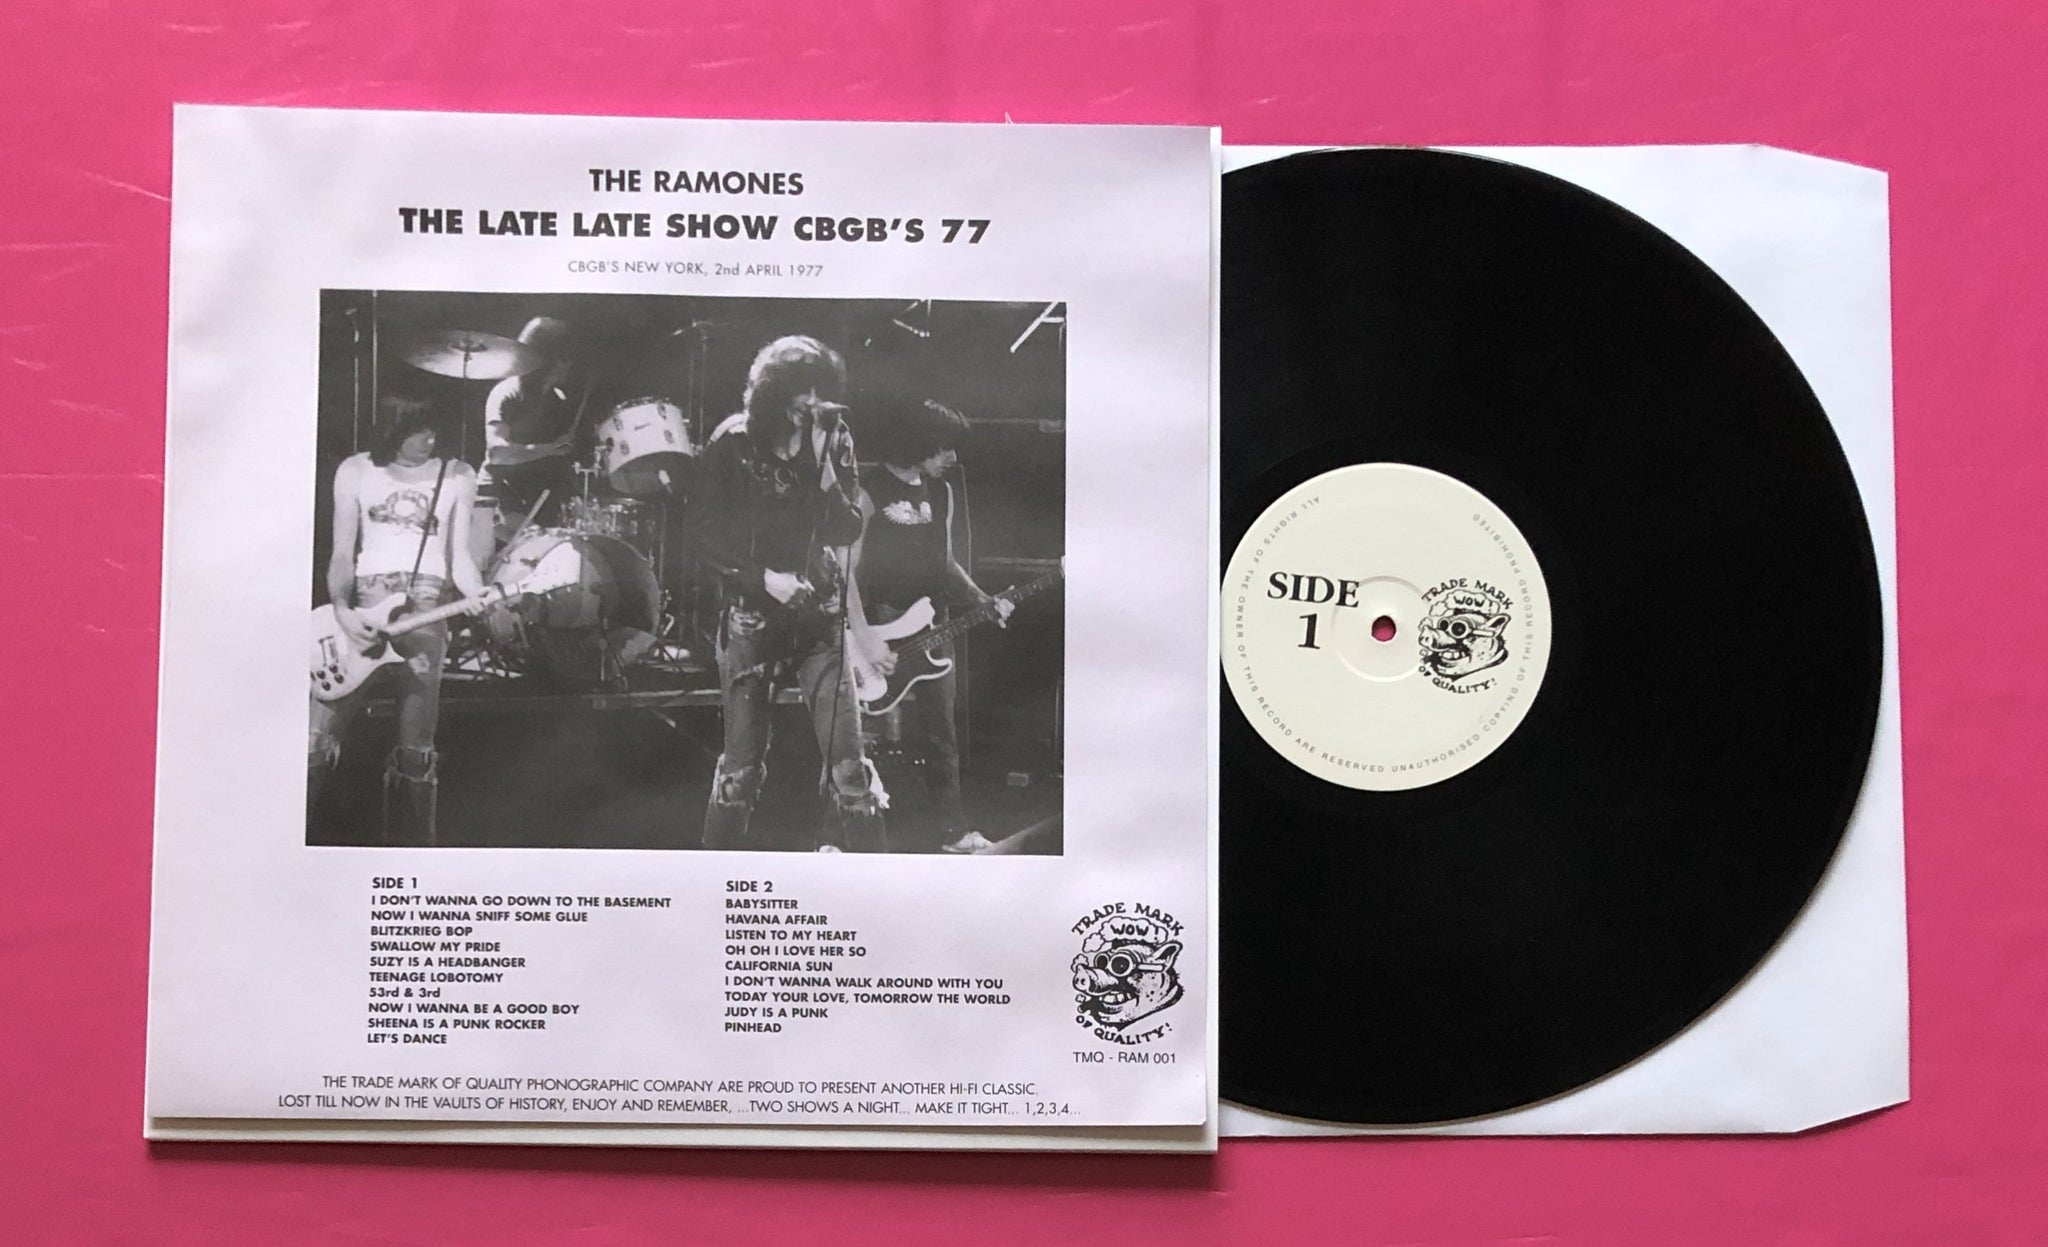 THE RAMONES
THE LATE LATE SHOW CBGB'S 77
CBGB'S NEW YORK, 2nd APRIL 1977
SIDE 1
I DON'T WANNA GO DOWN TO THE BASEMENT
NOW I WANNA SNIFF SOME GLUE
BLITZKRIEG BOP
SWALLOW MY PRIDE
SUZY IS A HEADBANGER
TEENAGE LOBOTOMY
53rd & 3rd
NOW I WANNA BE A GOOD BOY
SHEENA IS A PUNK ROCKER
LET'S DANCE
SIDE 2
BABYSITTER
HAVANA AFFAIR
LISTEN TO MY HEART
OH OH I LOVE HER SO
CALIFORNIA SUN
I DON'T WANNA WALK AROUND WITH YOU
TODAY YOUR LOVE, TOMORROW THE WORLD
JUDY IS A PUNK
PINHEAD
TRADE MARK
WOW!
OF QUALITY!
TMQ - RAM 001
THE TRADE MARK OF QUALITY PHONOGRAPHIC COMPANY ARE PROUD TO PRESENT ANOTHER HI-FI CLASSIC.
LOST TILL NOW IN THE VAULTS OF HISTORY, ENJOY AND REMEMBER, ...TWO SHOWS A NIGHT... MAKE IT TIGHT... 1,2,3,4...
SIDE
1
TRADE MARK
WOW!
OF QUALITY!
ALL RIGHTS OF THE OWNER OF THIS RECORD ARE RESERVED UNAUTHORISED COPYING OF THIS RECORD PROHIBITED